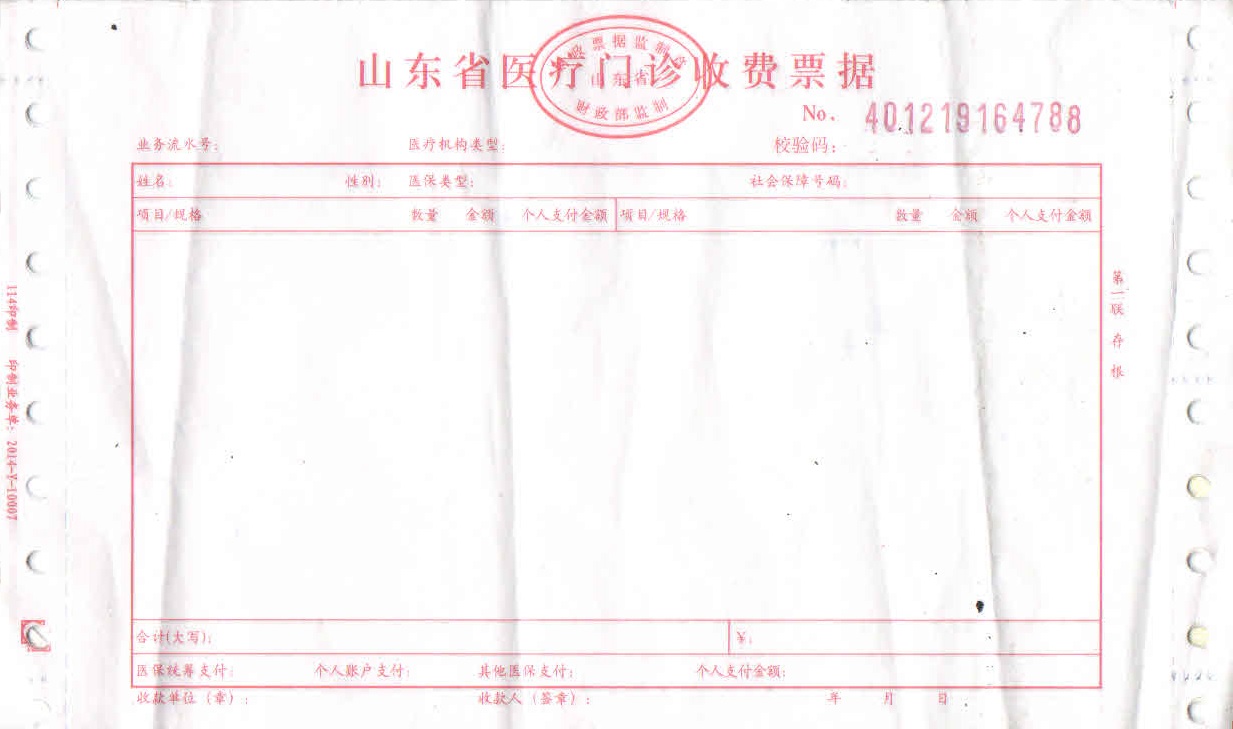 山东省医疗门诊收费票据
票据监制
山东省
财政部监制
No. 401219164788
业务流水号: 医疗机构类型: 校验码:
姓名: 性别: 医保类型: 社会保障号码:
项目/规格 数量 金额 个人支付金额 项目/规格 数量 金额 个人支付金额
第一联 存根
114印制 印制业务单: 2014-Y-10007
合计(大写): ¥:
医保统筹支付: 个人账户支付: 其他医保支付: 个人支付金额:
收款单位(章): 收款人(签章): 年 月 日